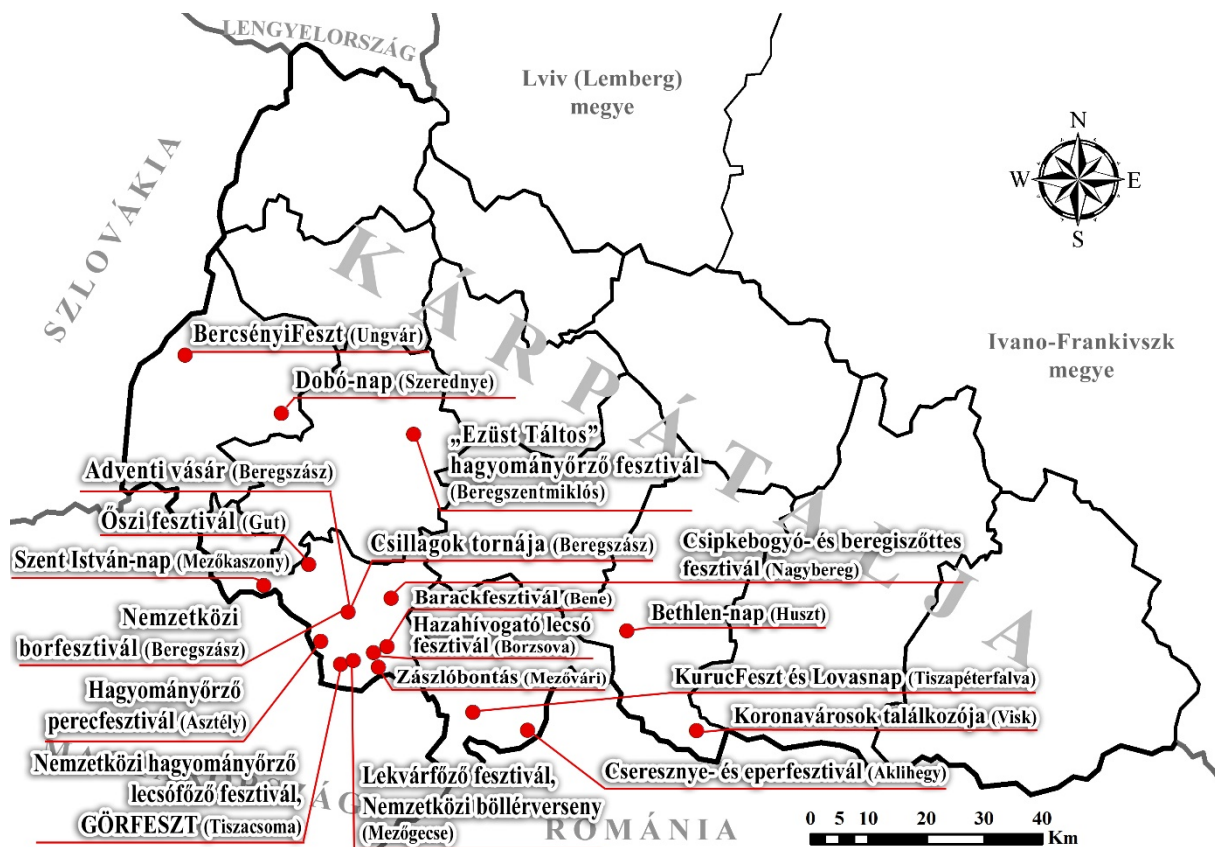 LENGYELORSZÁG
Lviv (Lemberg)
megye
SZLOVÁKIA
N
W
E
S
KÁRPÁTALJA
Ivano-Frankivszk
megye
BercsényiFeszt (Ungvár)
Dobó-nap (Szerednye)
„Ezüst Táltos”
hagyományőrző fesztivál
(Beregszentmiklós)
Adventi vásár (Beregszász)
Őszi fesztivál (Gut)
Szent István-nap (Mezőkaszony)
Csillagok tornája (Beregszász)
Csipkebogyó- és beregiszőttes
fesztivál (Nagybereg)
Nemzetközi
borfesztivál (Beregszász)
Barackfesztivál (Bene)
Hazahívogató lecsó
fesztivál (Borzsova)
Bethlen-nap (Huszt)
Zászlóbontás (Mezővári)
KurucFeszt és Lovasnap (Tiszapéterfalva)
Hagyományőrző
perecfesztivál (Asztély)
Koronavárosok találkozója (Visk)
Nemzetközi hagyományőrző
lecsófőző fesztivál,
GÖRFESZT (Tiszacsoma)
Lekvárfőző fesztivál,
Nemzetközi böllérverseny
(Mezőgecse)
Cseresznye- és eperfesztivál (Aklihegy)
ROMÁNIA
0 5 10 20 30 40
Km